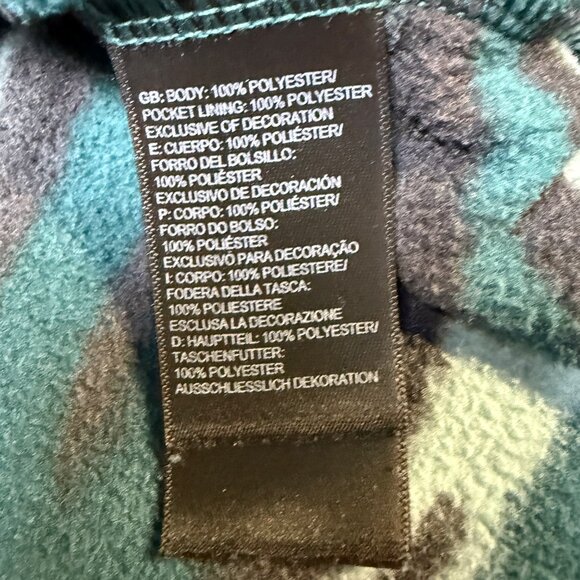 GB: BODY: 100% POLYESTER/
POCKET LINING: 100% POLYESTER
EXCLUSIVE OF DECORATION
E: CUERPO: 100% POLIÉSTER/
FORRO DEL BOLSILLO:
100% POLIÉSTER
EXCLUSIVO DE DECORACIÓN
P: CORPO: 100% POLIÉSTER/
FORRO DO BOLSO:
100% POLIÉSTER
EXCLUSIVO PARA DECORAÇÃO
I: CORPO: 100% POLIESTERE/
FODERA DELLA TASCA:
100% POLIESTERE
ESCLUSA LA DECORAZIONE
D: HAUPTTEIL: 100% POLYESTER/
TASCHENFUTTER:
100% POLYESTER
AUSSCHLIESSLICH DEKORATION